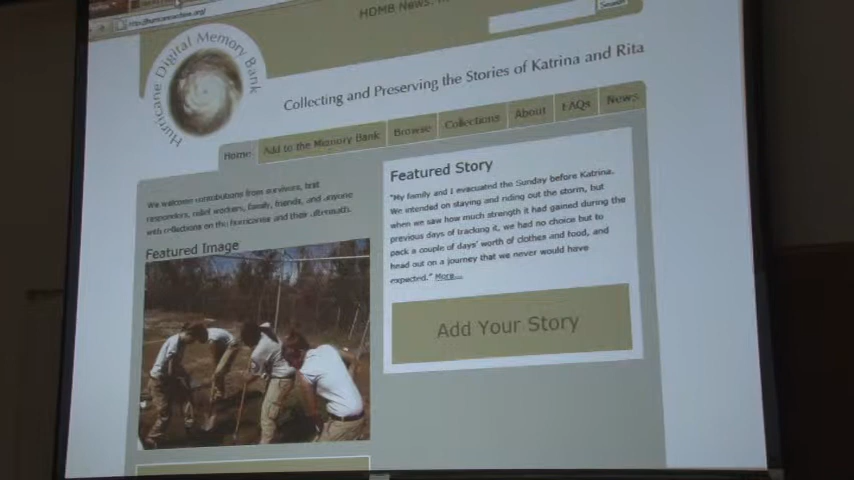 http://hurricanearchive.org/
HDMB News:
Search
Hurricane Digital Memory Bank
Collecting and Preserving the Stories of Katrina and Rita
Home
Add to the Memory Bank
Browse
Collections
About
FAQs
News
We welcome contributions from survivors, first
responders, relief workers, family, friends, and anyone
with reflections on the hurricanes and their aftermath.
Featured Image
Featured Story
"My family and I evacuated the Sunday before Katrina.
We intended on staying and riding out the storm, but
when we saw how much strength it had gained during the
previous days of tracking it, we had no choice but to
pack a couple of days' worth of clothes and food, and
head out on a journey that we never would have
expected." More...
Add Your Story